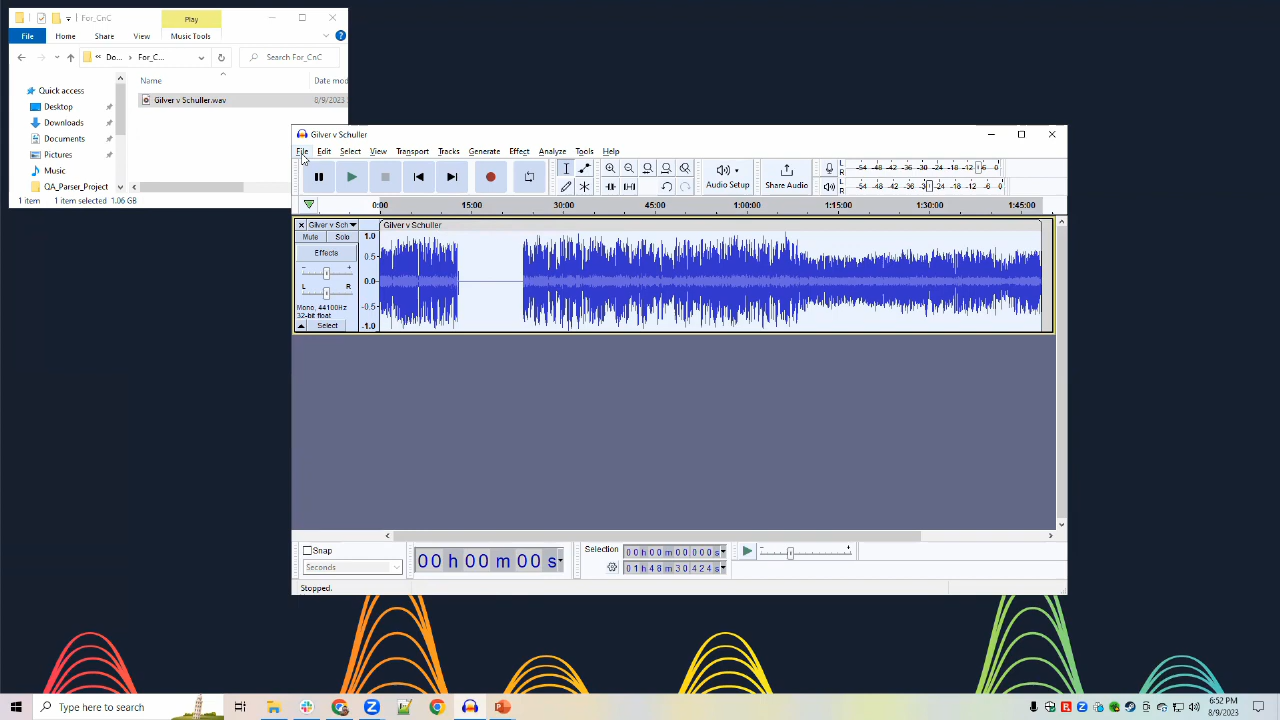 For_CnC
Play
File Home Share View Music Tools
Do... For_C... Search For_CnC
Name Date mod
Quick access
Desktop
Downloads
Documents
Pictures
Music
QA_Parser_Project
Gilver v Schuller.wav 8/9/2023
1 item 1 item selected 1.06 GB
Gilver v Schuller
File Edit Select View Transport Tracks Generate Effect Analyze Tools Help
Audio Setup
Share Audio
L R -54 -48 -42 -36 -30 -24 -18 -12 -6 0
L R -54 -48 -42 -36 -30 -24 -18 -12 -6 0
0:00 15:00 30:00 45:00 1:00:00 1:15:00 1:30:00 1:45:00
Gilver v Sch
Gilver v Schuller
Mute Solo
Effects
- +
L R
Mono, 44100Hz
32-bit float
Select
1.0
0.5
0.0
-0.5
-1.0
Snap
Seconds
00 h 00 m 00 s
Selection
00 h 00 m 00.000 s
01 h 48 m 30.424 s
Stopped.
Type here to search
6:52 PM
8/9/2023